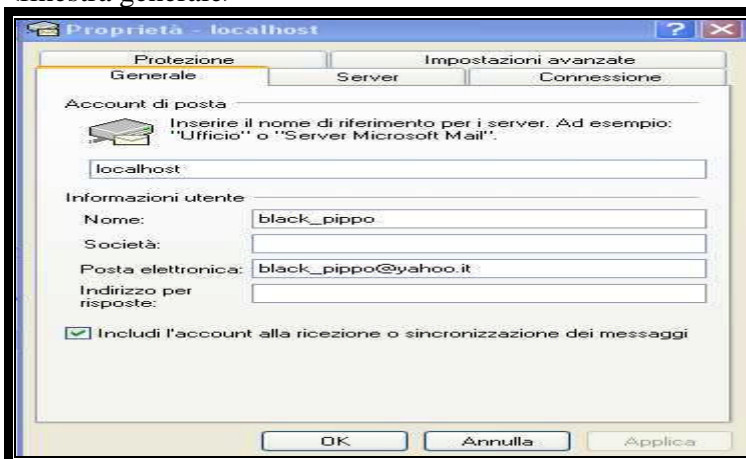 finestra generale:
Proprietà - localhost
Protezione Impostazioni avanzate
Generale Server Connessione
Account di posta
Inserire il nome di riferimento per i server. Ad esempio:
"Ufficio" o "Server Microsoft Mail".
localhost
Informazioni utente
Nome: black_pippo
Società:
Posta elettronica: black_pippo@yahoo.it
Indirizzo per
risposte:
Includi l'account alla ricezione o sincronizzazione dei messaggi
OK Annulla Applica